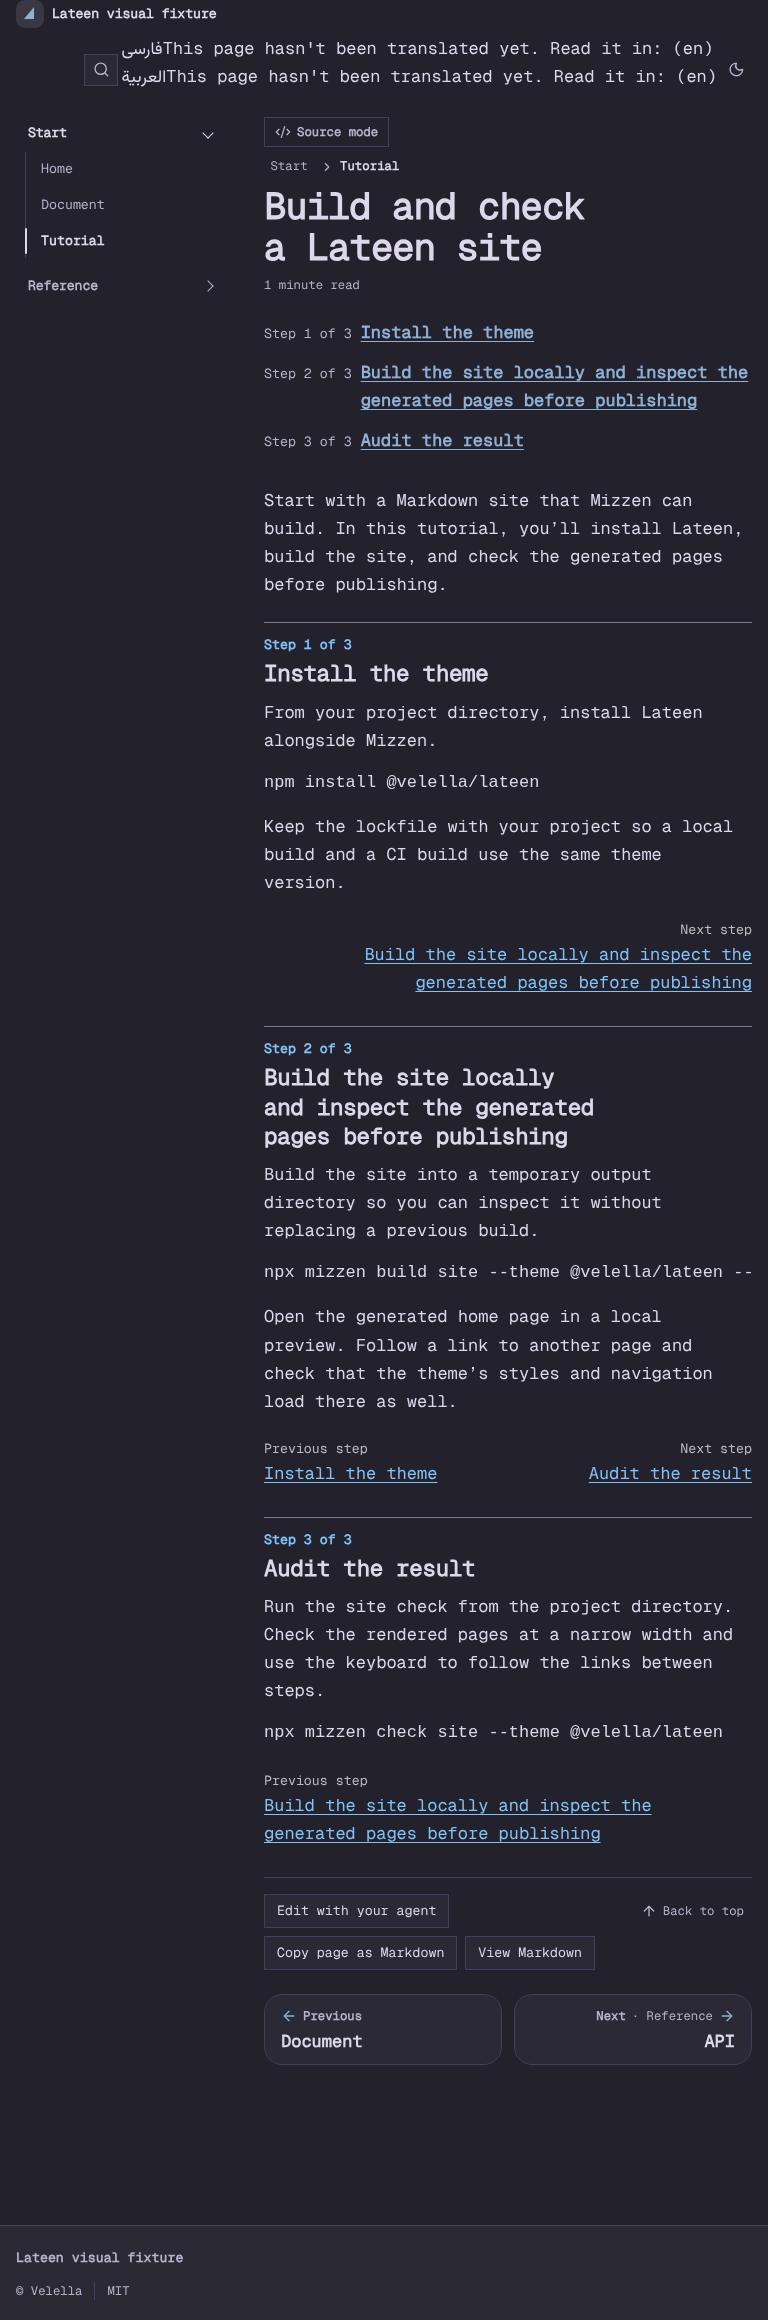 Lateen visual fixture
فارسیThis page hasn't been translated yet. Read it in: (en)
العربيةThis page hasn't been translated yet. Read it in: (en)
Start
Home
Document
Tutorial
Reference
Source mode
Start > Tutorial
Build and check
a Lateen site
1 minute read
Step 1 of 3 Install the theme
Step 2 of 3 Build the site locally and inspect the
generated pages before publishing
Step 3 of 3 Audit the result
Start with a Markdown site that Mizzen can
build. In this tutorial, you’ll install Lateen,
build the site, and check the generated pages
before publishing.
Step 1 of 3
Install the theme
From your project directory, install Lateen
alongside Mizzen.
npm install @velella/lateen
Keep the lockfile with your project so a local
build and a CI build use the same theme
version.
Next step
Build the site locally and inspect the
generated pages before publishing
Step 2 of 3
Build the site locally
and inspect the generated
pages before publishing
Build the site into a temporary output
directory so you can inspect it without
replacing a previous build.
npx mizzen build site --theme @velella/lateen --
Open the generated home page in a local
preview. Follow a link to another page and
check that the theme’s styles and navigation
load there as well.
Previous step Next step
Install the theme Audit the result
Step 3 of 3
Audit the result
Run the site check from the project directory.
Check the rendered pages at a narrow width and
use the keyboard to follow the links between
steps.
npx mizzen check site --theme @velella/lateen
Previous step
Build the site locally and inspect the
generated pages before publishing
Edit with your agent ↑ Back to top
Copy page as Markdown View Markdown
← Previous
Document
Next · Reference →
API
Lateen visual fixture
© Velella | MIT